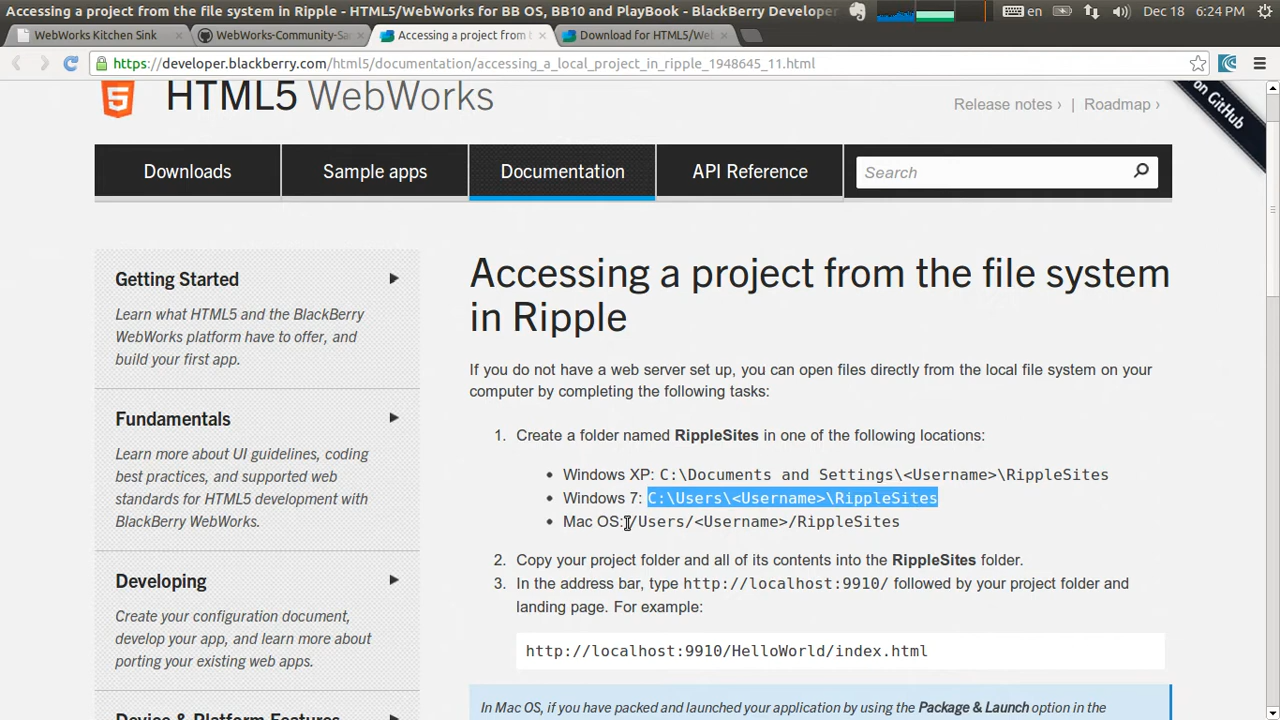 Accessing a project from the file system in Ripple - HTML5/WebWorks for BB OS, BB10 and PlayBook - BlackBerry Developer
en
Dec 18
6:24 PM
WebWorks Kitchen Sink
WebWorks-Community-Sa
Accessing a project from t
Download for HTML5/We
https://developer.blackberry.com/html5/documentation/accessing_a_local_project_in_ripple_1948645_11.html
HTML5 WebWorks
Release notes › | Roadmap ›
on GitHub
Downloads
Sample apps
Documentation
API Reference
Search
Getting Started
Learn what HTML5 and the BlackBerry
WebWorks platform have to offer, and
build your first app.
Fundamentals
Learn more about UI guidelines, coding
best practices, and supported web
standards for HTML5 development with
BlackBerry WebWorks.
Developing
Create your configuration document,
develop your app, and learn more about
porting your existing web apps.
Device & Platform Features
Accessing a project from the file system
in Ripple
If you do not have a web server set up, you can open files directly from the local file system on your
computer by completing the following tasks:
1. Create a folder named RippleSites in one of the following locations:
• Windows XP: C:\Documents and Settings\<Username>\RippleSites
• Windows 7: C:\Users\<Username>\RippleSites
• Mac OS: /Users/<Username>/RippleSites
2. Copy your project folder and all of its contents into the RippleSites folder.
3. In the address bar, type http://localhost:9910/ followed by your project folder and
landing page. For example:
http://localhost:9910/HelloWorld/index.html
In Mac OS, if you have packed and launched your application by using the Package & Launch option in the